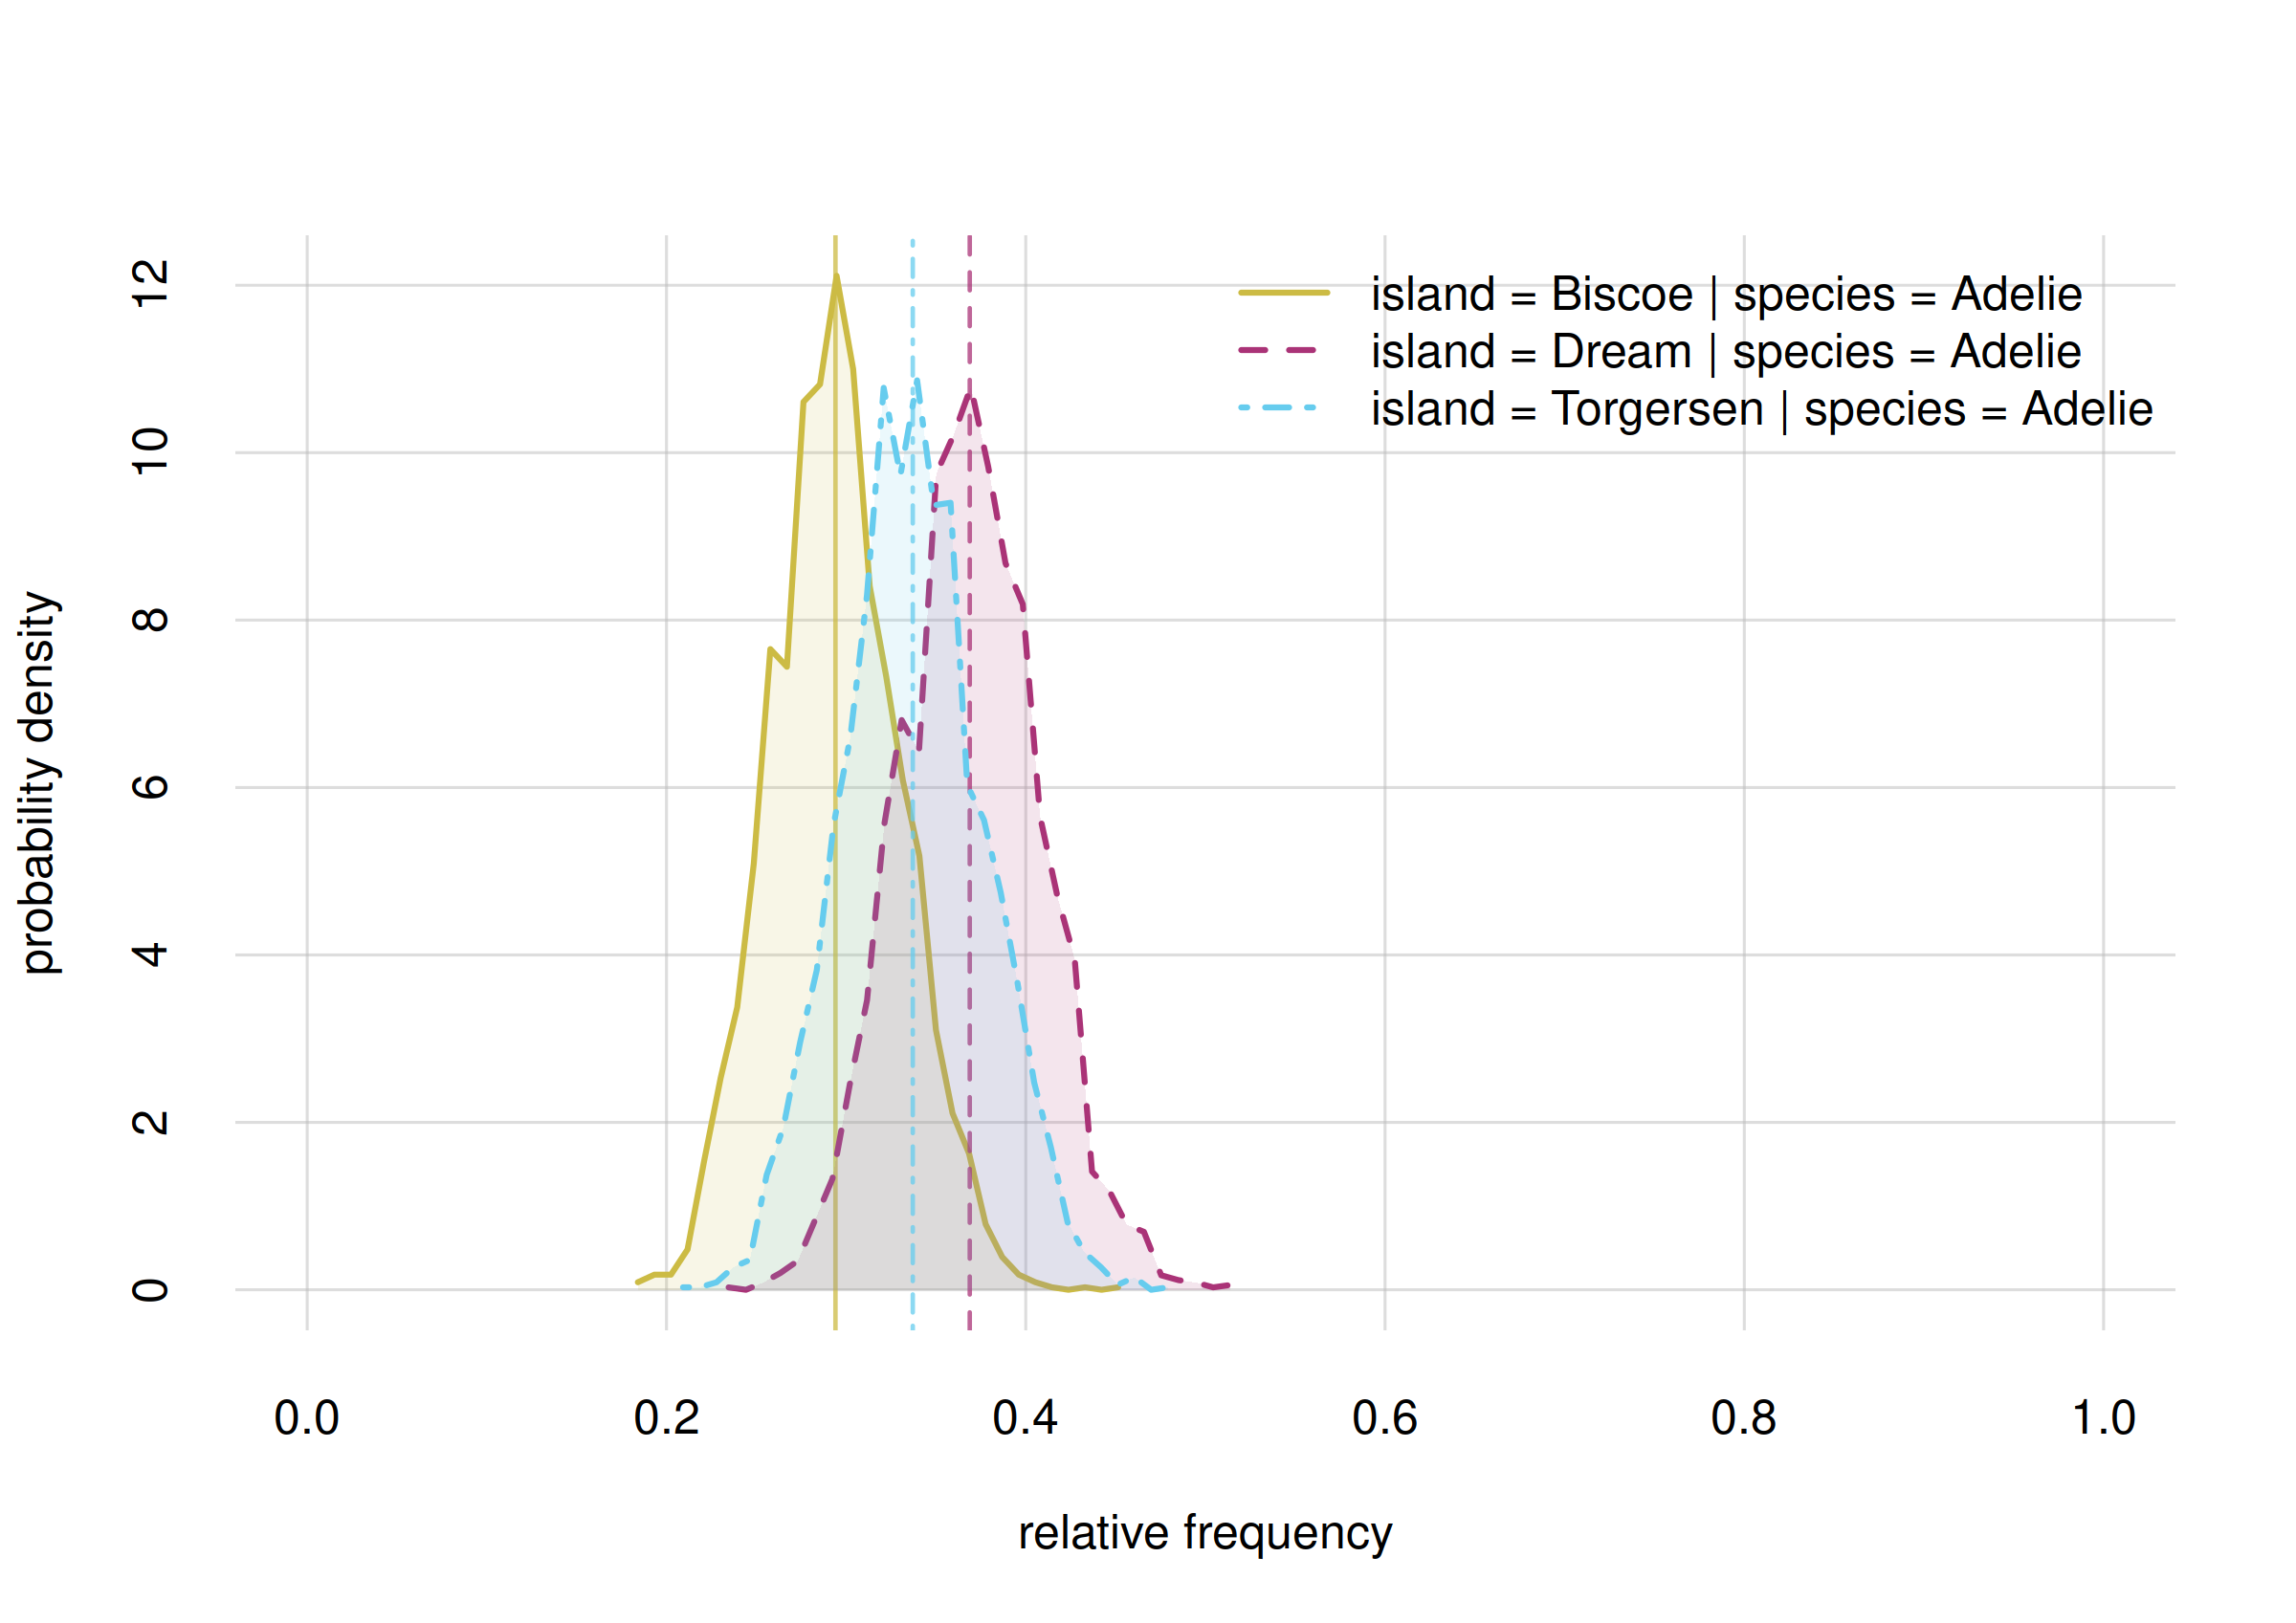 12
10
8
6
4
2
0
probability density
island = Biscoe | species = Adelie
island = Dream | species = Adelie
island = Torgersen | species = Adelie
0.0 0.2 0.4 0.6 0.8 1.0
relative frequency